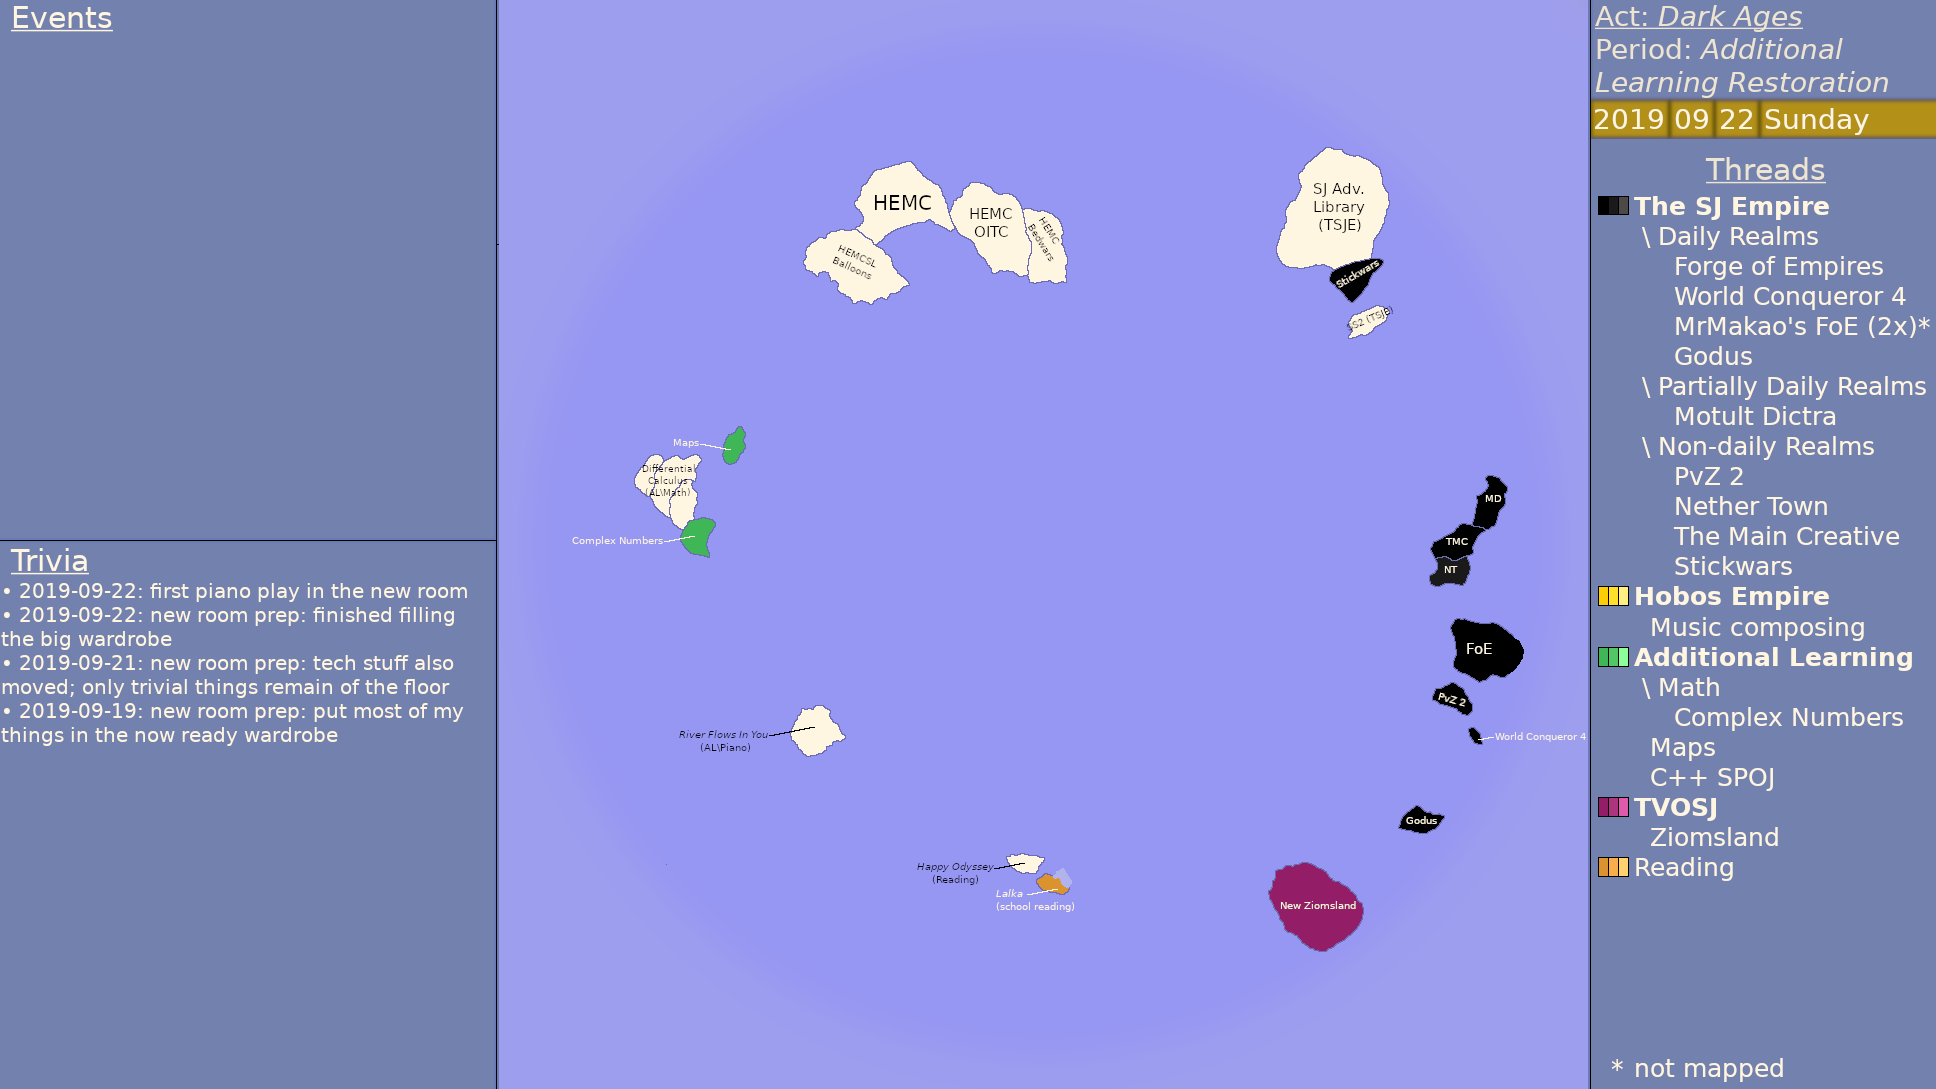 Events
Trivia
• 2019-09-22: first piano play in the new room
• 2019-09-22: new room prep: finished filling
the big wardrobe
• 2019-09-21: new room prep: tech stuff also
moved; only trivial things remain of the floor
• 2019-09-19: new room prep: put most of my
things in the now ready wardrobe
HEMC
HEMC
OITC
HEMC
Bedwars
HEMCSL
Balloons
SJ Adv.
Library
(TSJE)
Stickwars
(TSJE)
Maps
Differential
Calculus
(AL\Math)
Complex Numbers
MD
TMC
NT
FoE
PvZ 2
World Conqueror 4
River Flows In You
(AL\Piano)
Godus
Happy Odyssey
(Reading)
Lalka
(school reading)
New Ziomsland
Act: Dark Ages
Period: Additional
Learning Restoration
2019 09 22 Sunday
Threads
The SJ Empire
\ Daily Realms
Forge of Empires
World Conqueror 4
MrMakao's FoE (2x)*
Godus
\ Partially Daily Realms
Motult Dictra
\ Non-daily Realms
PvZ 2
Nether Town
The Main Creative
Stickwars
Hobos Empire
Music composing
Additional Learning
\ Math
Complex Numbers
Maps
C++ SPOJ
TVOSJ
Ziomsland
Reading
* not mapped